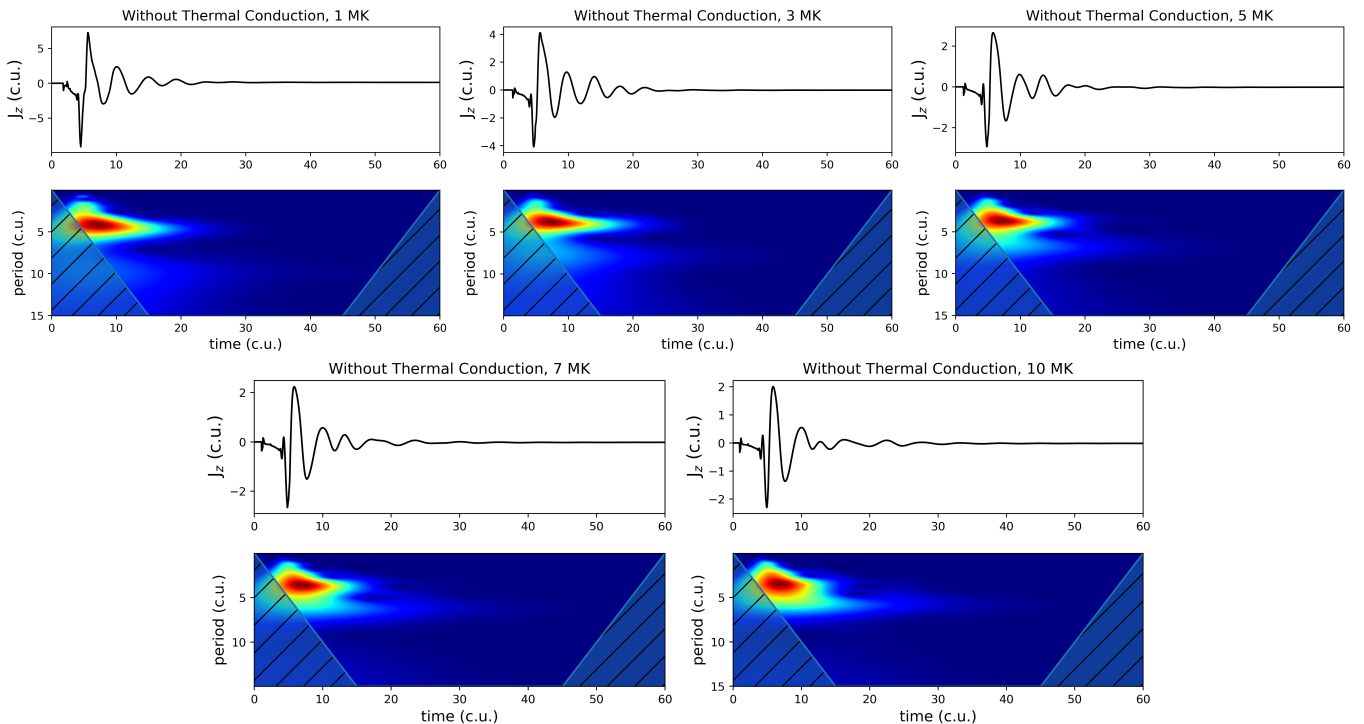 Without Thermal Conduction, 1 MK
Without Thermal Conduction, 3 MK
Without Thermal Conduction, 5 MK
J_z (c.u.)
5
0
−5
0 10 20 30 40 50 60
J_z (c.u.)
4
2
0
−2
−4
0 10 20 30 40 50 60
J_z (c.u.)
2
0
−2
0 10 20 30 40 50 60
period (c.u.)
5
10
15
0 10 20 30 40 50 60
time (c.u.)
period (c.u.)
5
10
0 10 20 30 40 50 60
time (c.u.)
period (c.u.)
5
10
15
0 10 20 30 40 50 60
time (c.u.)
Without Thermal Conduction, 7 MK
Without Thermal Conduction, 10 MK
J_z (c.u.)
2
0
−2
0 10 20 30 40 50 60
J_z (c.u.)
2
1
0
−1
−2
0 10 20 30 40 50 60
period (c.u.)
5
10
0 10 20 30 40 50 60
time (c.u.)
period (c.u.)
5
10
15
0 10 20 30 40 50 60
time (c.u.)